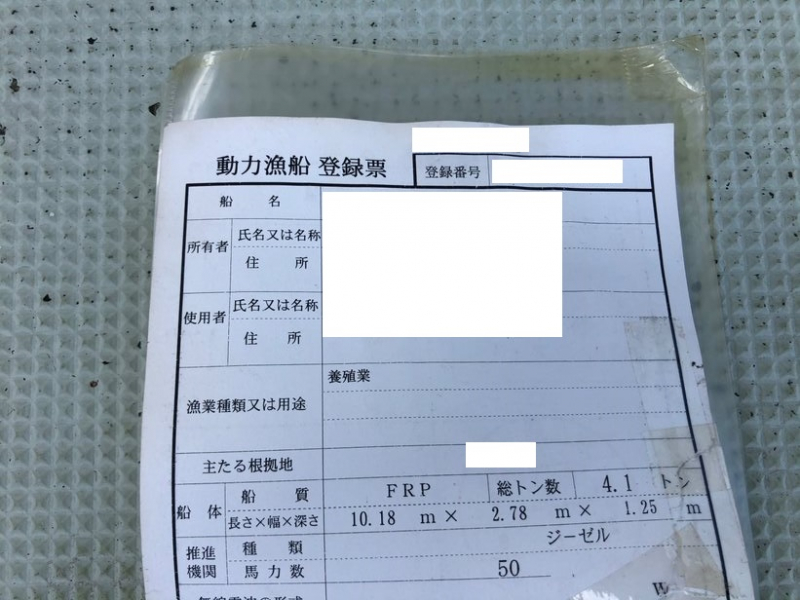 動力漁船 登録票
登録番号
船名
所有者 氏名又は名称
住所
使用者 氏名又は名称
住所
漁業種類又は用途 養殖業
主たる根拠地
船体 船質 FRP 総トン数 4.1 トン
長さ×幅×深さ 10.18 m× 2.78 m× 1.25 m
推進機関 種類 ジーゼル
馬力数 50
W